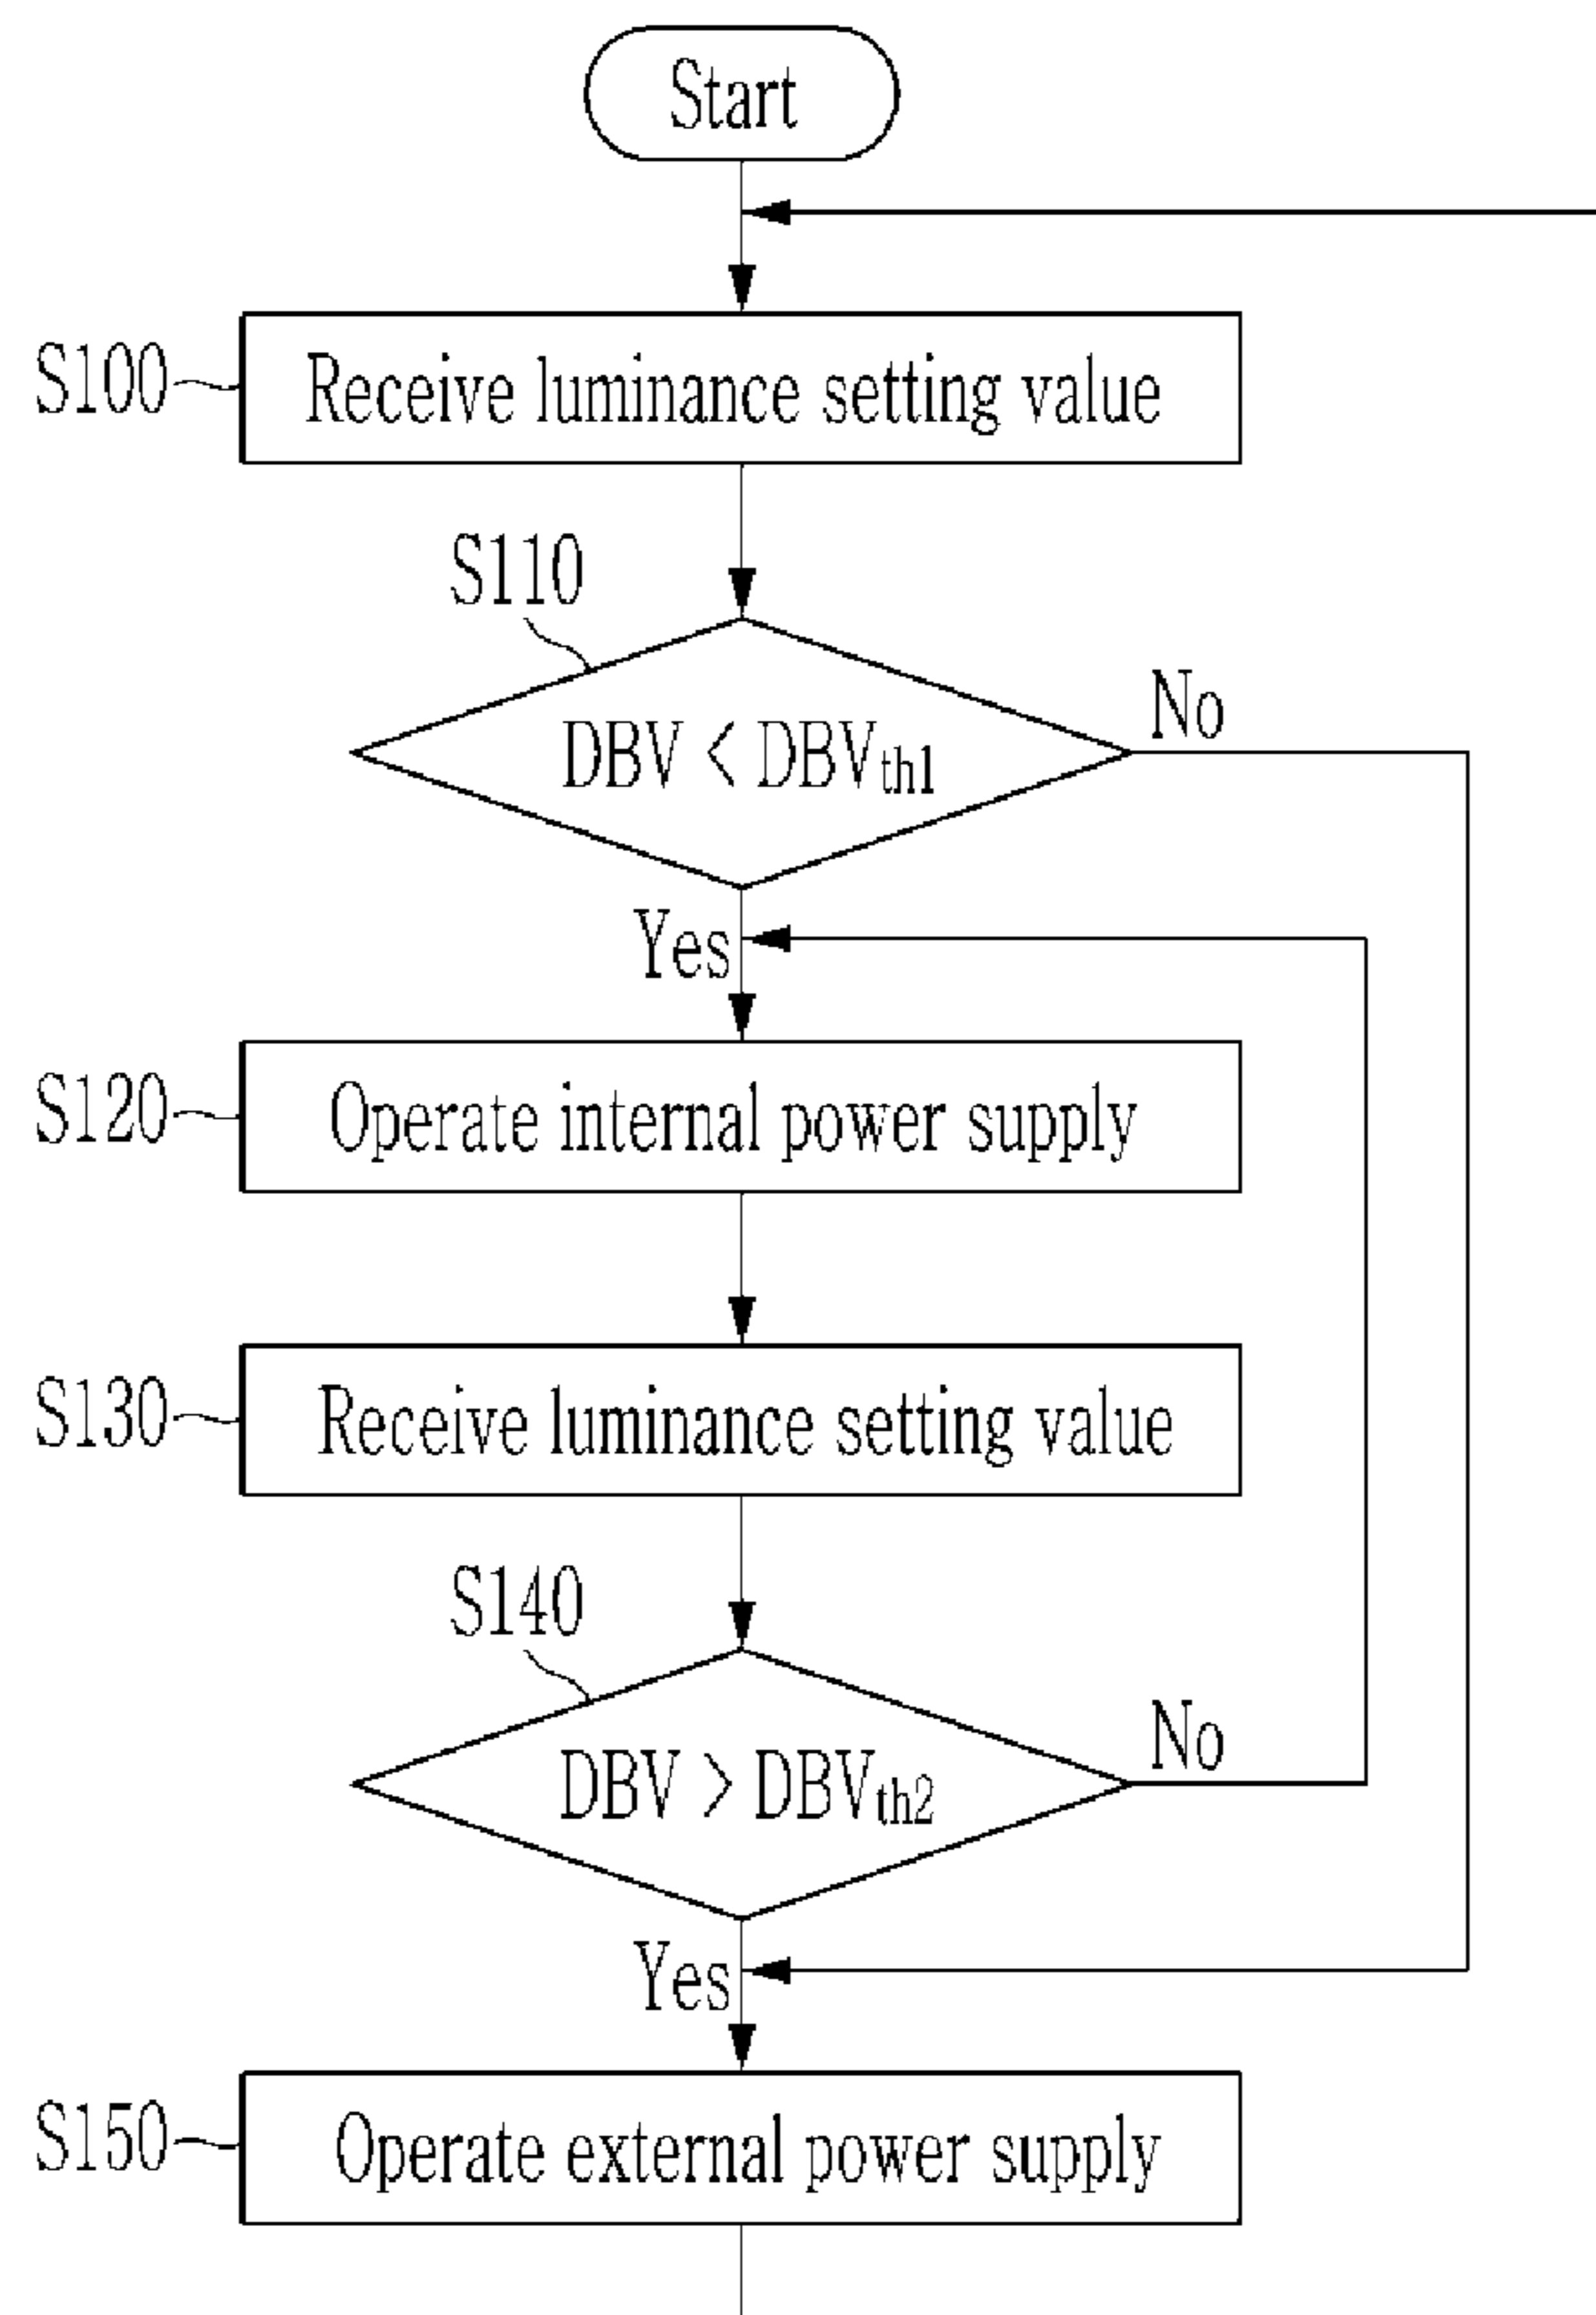 Start
S100
Receive luminance setting value
S110
DBV < DBVth1
No
Yes
S120
Operate internal power supply
S130
Receive luminance setting value
S140
DBV > DBVth2
No
Yes
S150
Operate external power supply